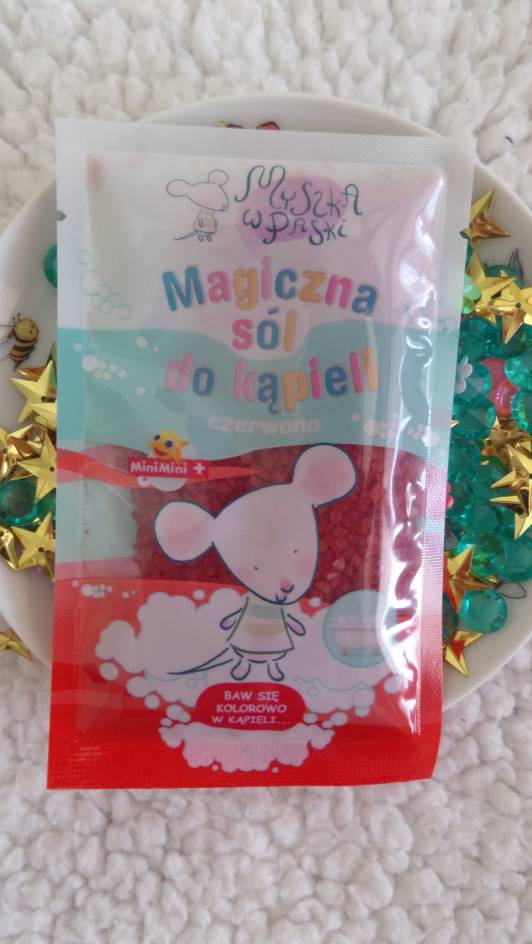 MySZKA
w PASki
Magiczna
sól
do kąpieli
czerwona
MiniMini +
BAW SIĘ
KOLOROWO
W KĄPIELI...